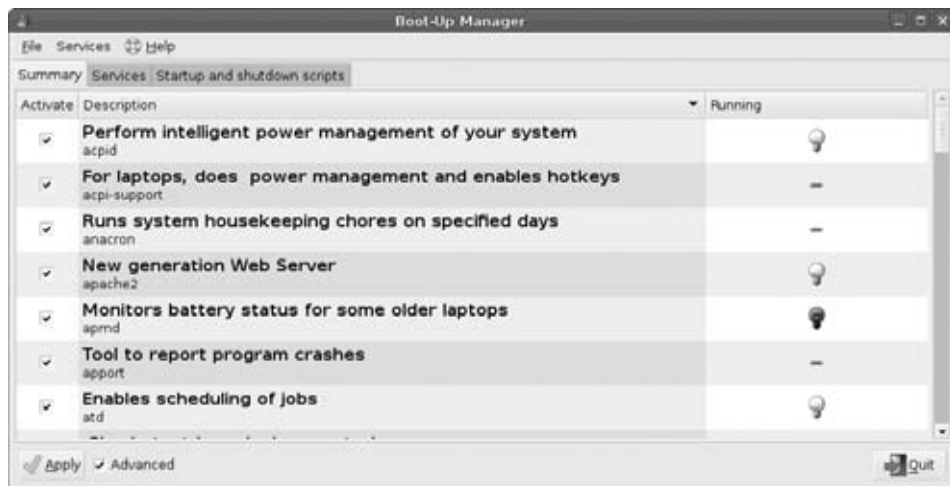 Boot-Up Manager
File Services Help
Summary Services Startup and shutdown scripts
Activate Description Running
Perform intelligent power management of your system
acpid
For laptops, does power management and enables hotkeys
acpi-support
Runs system housekeeping chores on specified days
anacron
New generation Web Server
apache2
Monitors battery status for some older laptops
apmd
Tool to report program crashes
apport
Enables scheduling of jobs
atd
Apply Advanced Quit